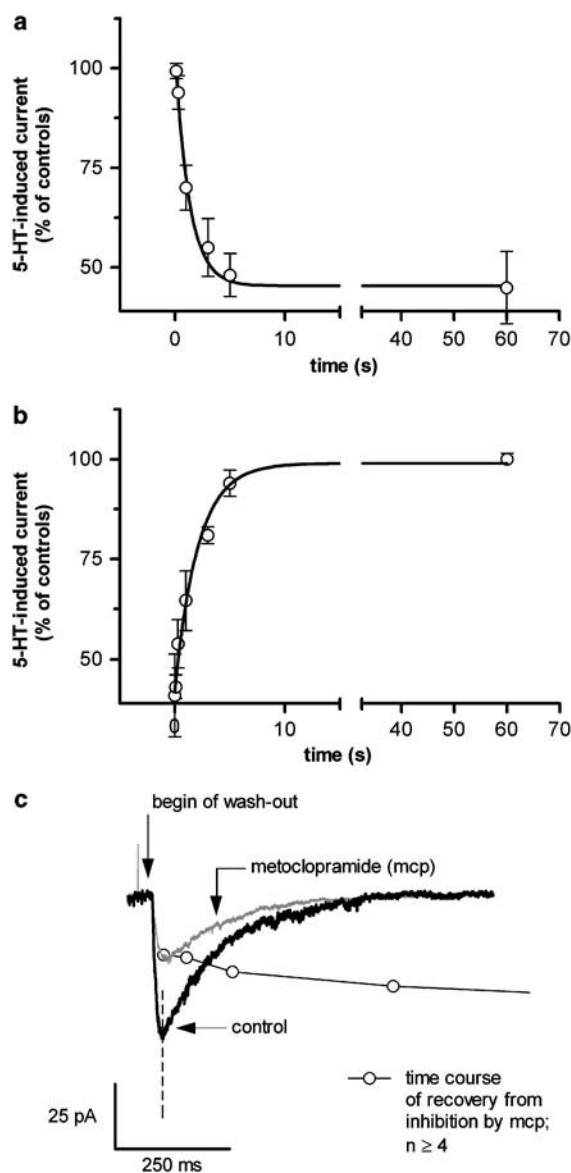 a
5-HT-induced current
(% of controls)
100
75
50
0
10
30
40
50
60
70
time (s)
b
5-HT-induced current
(% of controls)
100
75
50
0
10
30
40
50
60
70
time (s)
c
begin of wash-out
metoclopramide (mcp)
control
25 pA
250 ms
time course
of recovery from
inhibition by mcp;
n ≥ 4